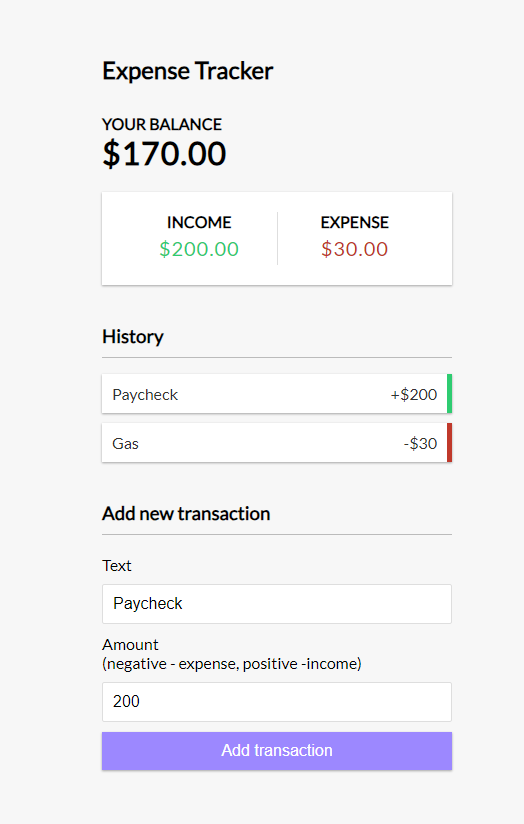 Expense Tracker
YOUR BALANCE
$170.00
INCOME EXPENSE
$200.00 $30.00
History
Paycheck +$200
Gas -$30
Add new transaction
Text
Paycheck
Amount
(negative - expense, positive -income)
200
Add transaction